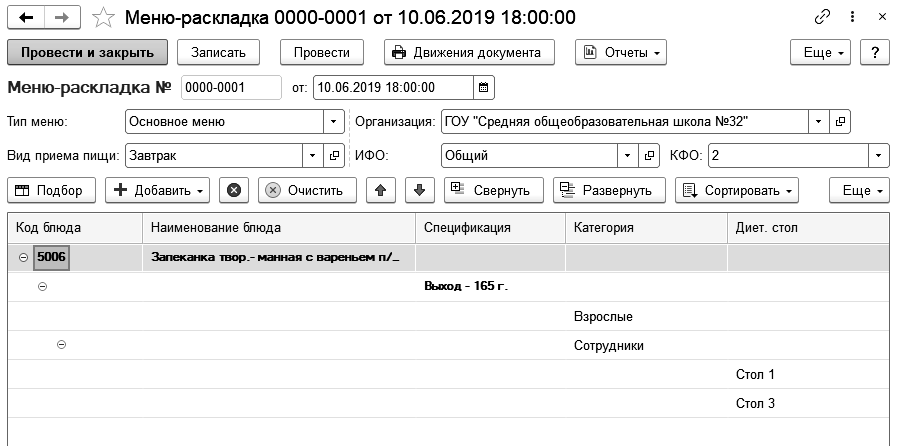 Меню-раскладка 0000-0001 от 10.06.2019 18:00:00
Провести и закрыть Записать Провести Движения документа Отчеты Еще ?
Меню-раскладка № 0000-0001 от: 10.06.2019 18:00:00
Тип меню: Основное меню Организация: ГОУ "Средняя общеобразовательная школа №32"
Вид приема пищи: Завтрак ИФО: Общий КФО: 2
Подбор Добавить Очистить Свернуть Развернуть Сортировать Еще
Код блюда Наименование блюда Спецификация Категория Диет. стол
5006 Запеканка твор.- манная с вареньем п/...
Выход - 165 г.
Взрослые
Сотрудники
Стол 1
Стол 3